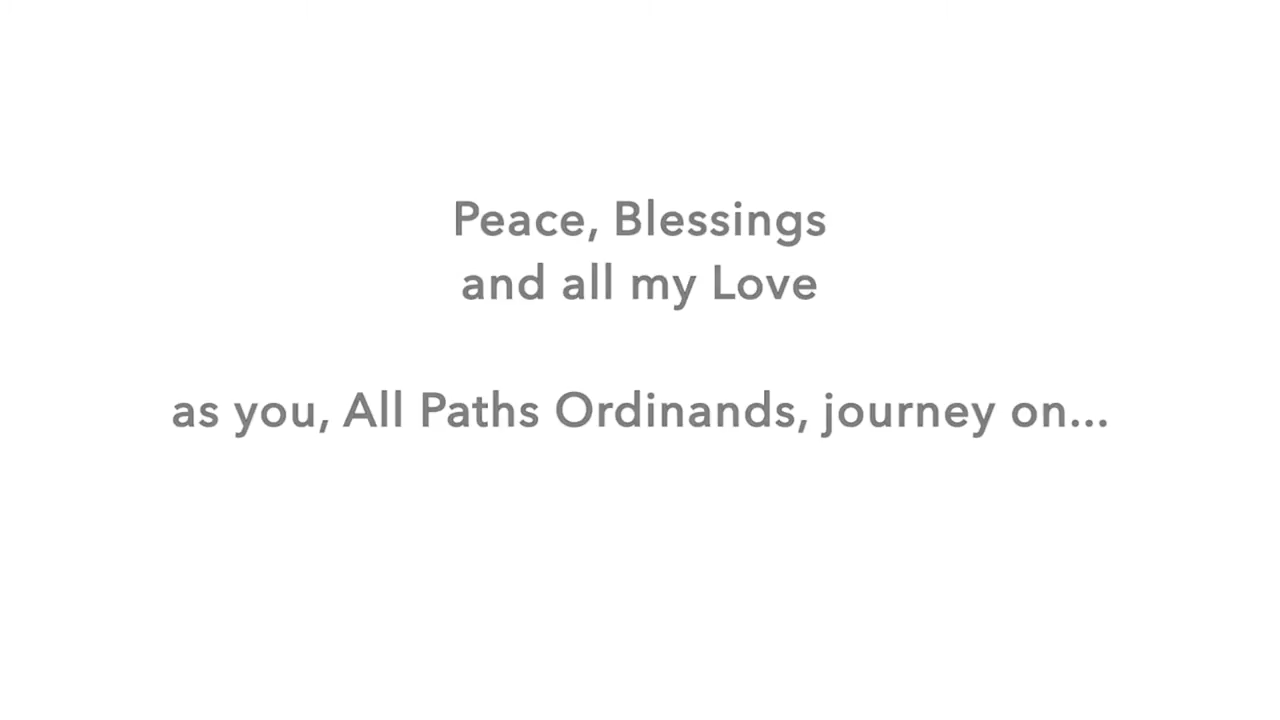 Peace, Blessings
and all my Love
as you, All Paths Ordinands, journey on...